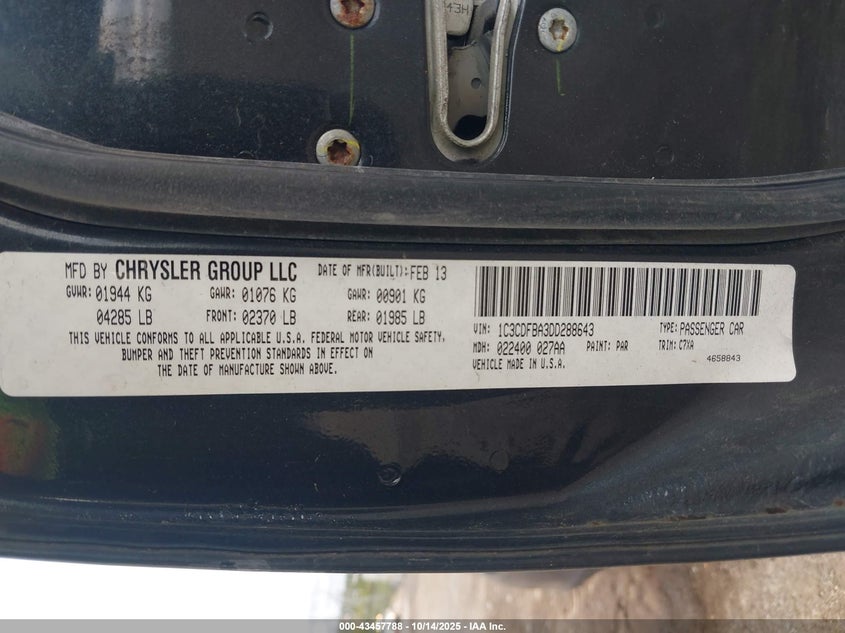 43H
MFD BY CHRYSLER GROUP LLC DATE OF MFR(BUILT): FEB 13
GVWR: 01944 KG GAWR: 01076 KG GAWR: 00901 KG
04285 LB FRONT: 02370 LB REAR: 01985 LB
THIS VEHICLE CONFORMS TO ALL APPLICABLE U.S.A. FEDERAL MOTOR VEHICLE SAFETY,
BUMPER AND THEFT PREVENTION STANDARDS IN EFFECT ON
THE DATE OF MANUFACTURE SHOWN ABOVE.
VIN: 1C3CDFBA3DD288643 TYPE: PASSENGER CAR
MDH: 022400 027AA PAINT: PAR TRIM: C7XA
VEHICLE MADE IN U.S.A. 4658843
000-43457788 - 10/14/2025 - IAA Inc.